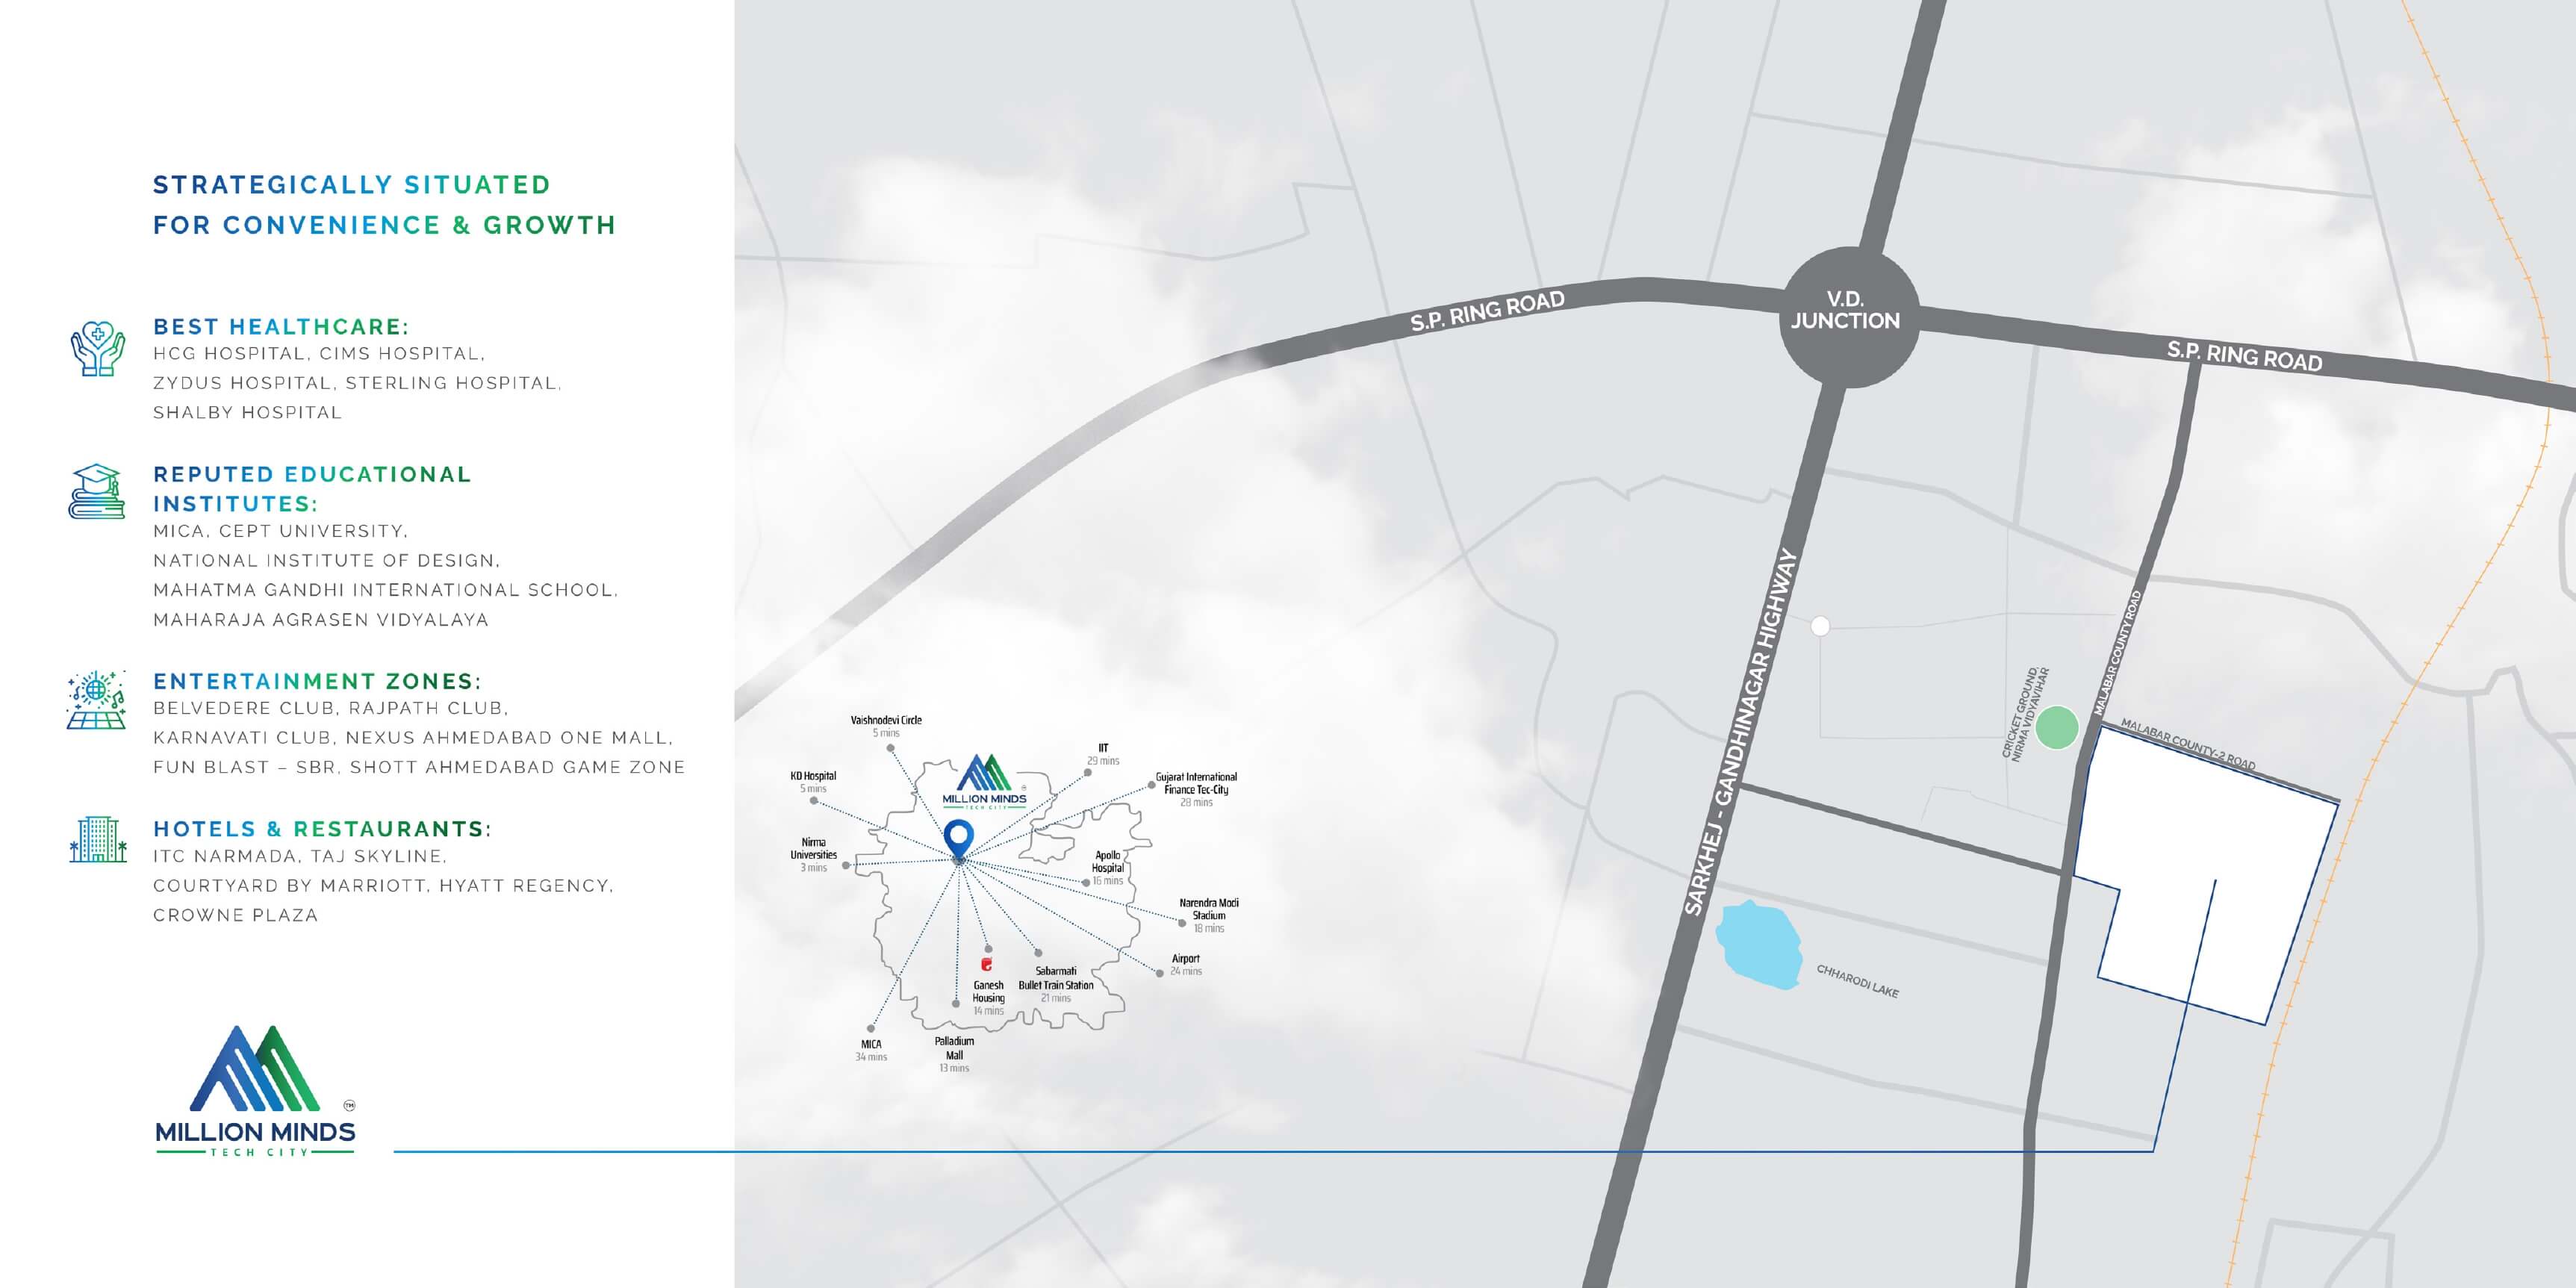 STRATEGICALLY SITUATED
FOR CONVENIENCE & GROWTH
BEST HEALTHCARE:
HCG HOSPITAL, CIMS HOSPITAL,
ZYDUS HOSPITAL, STERLING HOSPITAL,
SHALBY HOSPITAL
REPUTED EDUCATIONAL
INSTITUTES:
MICA, CEPT UNIVERSITY,
NATIONAL INSTITUTE OF DESIGN,
MAHATMA GANDHI INTERNATIONAL SCHOOL,
MAHARAJA AGRASEN VIDYALAYA
ENTERTAINMENT ZONES:
BELVEDERE CLUB, RAJPATH CLUB,
KARNAVATI CLUB, NEXUS AHMEDABAD ONE MALL,
FUN BLAST – SBR, SHOTT AHMEDABAD GAME ZONE
HOTELS & RESTAURANTS:
ITC NARMADA, TAJ SKYLINE,
COURTYARD BY MARRIOTT, HYATT REGENCY,
CROWNE PLAZA
MILLION MINDS
TM
TECH CITY
S.P. RING ROAD
V.D.
JUNCTION
S.P. RING ROAD
SARKHEJ - GANDHINAGAR HIGHWAY
MALABAR COUNTY ROAD
CRICKET GROUND,
NIRMA VIDYAVIHAR
MALABAR COUNTY-2 ROAD
CHHARODI LAKE
Vaishnodevi Circle
5 mins
KD Hospital
5 mins
Nirma
Universities
3 mins
MILLION MINDS
TECH CITY
IIT
29 mins
Gujarat International
Finance Tec-City
28 mins
Apollo
Hospital
16 mins
Narendra Modi
Stadium
18 mins
Airport
24 mins
Sabarmati
Bullet Train Station
21 mins
Ganesh
Housing
14 mins
Palladium
Mall
13 mins
MICA
34 mins